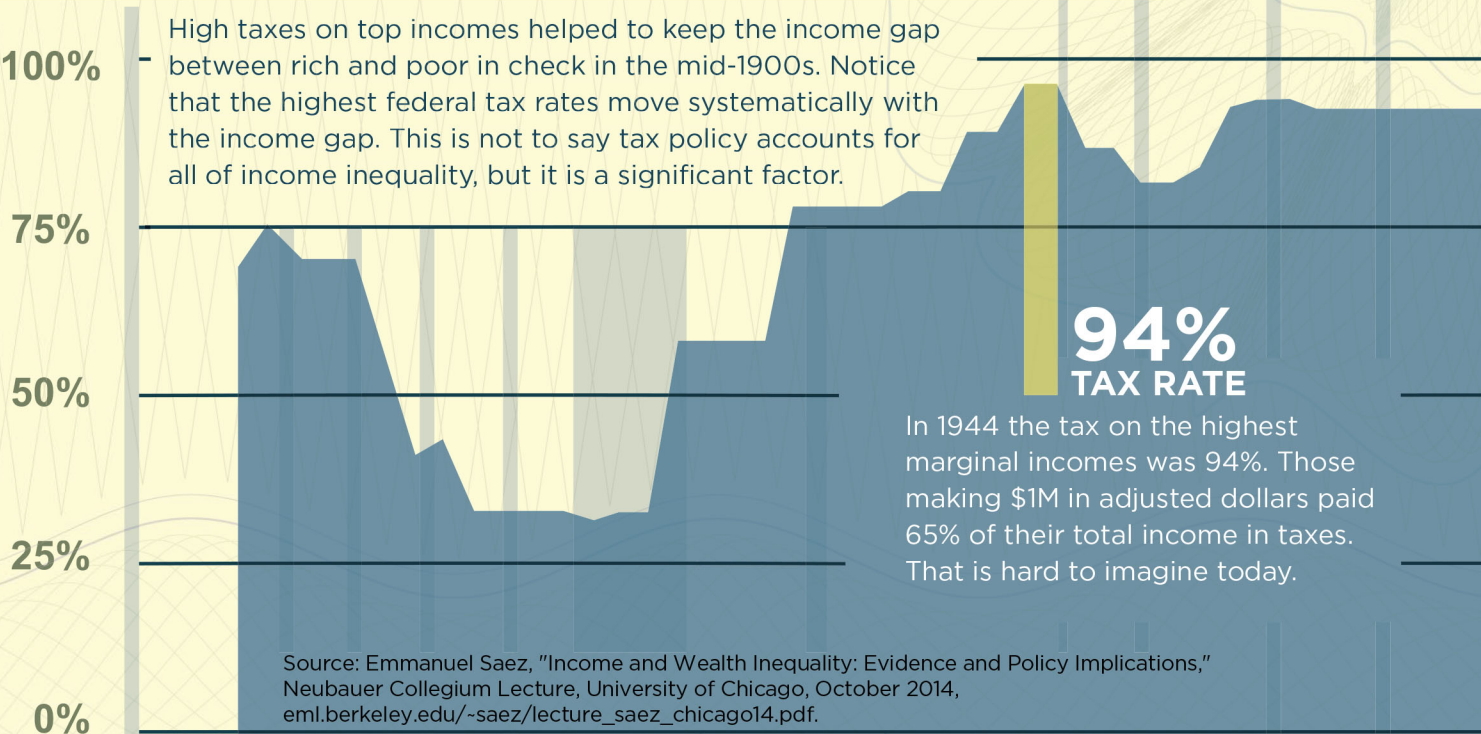 High taxes on top incomes helped to keep the income gap
between rich and poor in check in the mid-1900s. Notice
that the highest federal tax rates move systematically with
the income gap. This is not to say tax policy accounts for
all of income inequality, but it is a significant factor.
100%
75%
50%
25%
0%
94%
TAX RATE
In 1944 the tax on the highest
marginal incomes was 94%. Those
making $1M in adjusted dollars paid
65% of their total income in taxes.
That is hard to imagine today.
Source: Emmanuel Saez, "Income and Wealth Inequality: Evidence and Policy Implications,"
Neubauer Collegium Lecture, University of Chicago, October 2014,
eml.berkeley.edu/~saez/lecture_saez_chicago14.pdf.